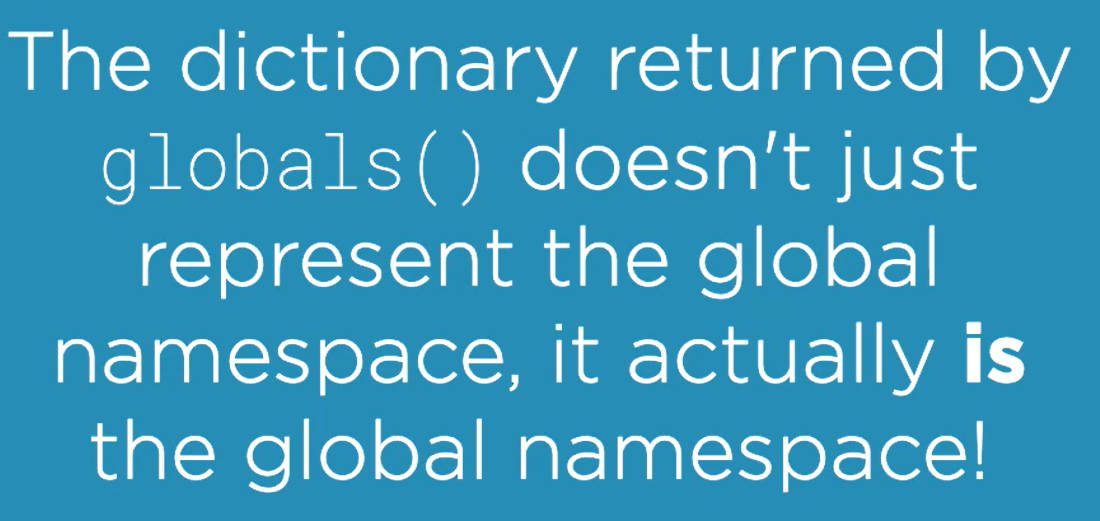 The dictionary returned by
globals() doesn't just
represent the global
namespace, it actually is
the global namespace!